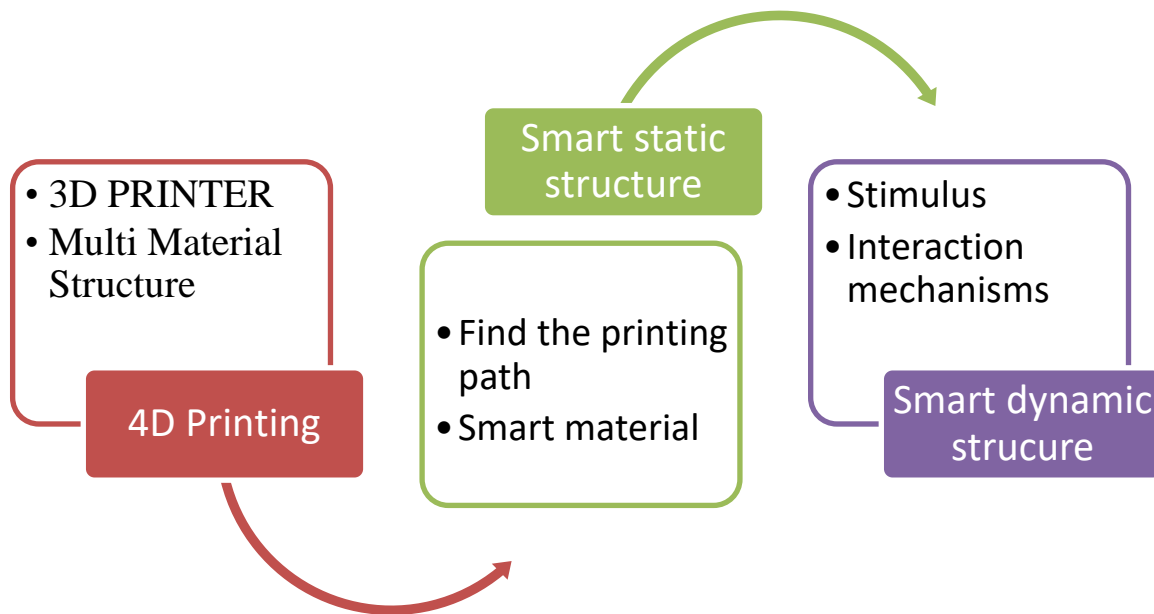 • 3D PRINTER
• Multi Material
Structure
4D Printing
Smart static
structure
• Find the printing
path
• Smart material
• Stimulus
• Interaction
mechanisms
Smart dynamic
strucure